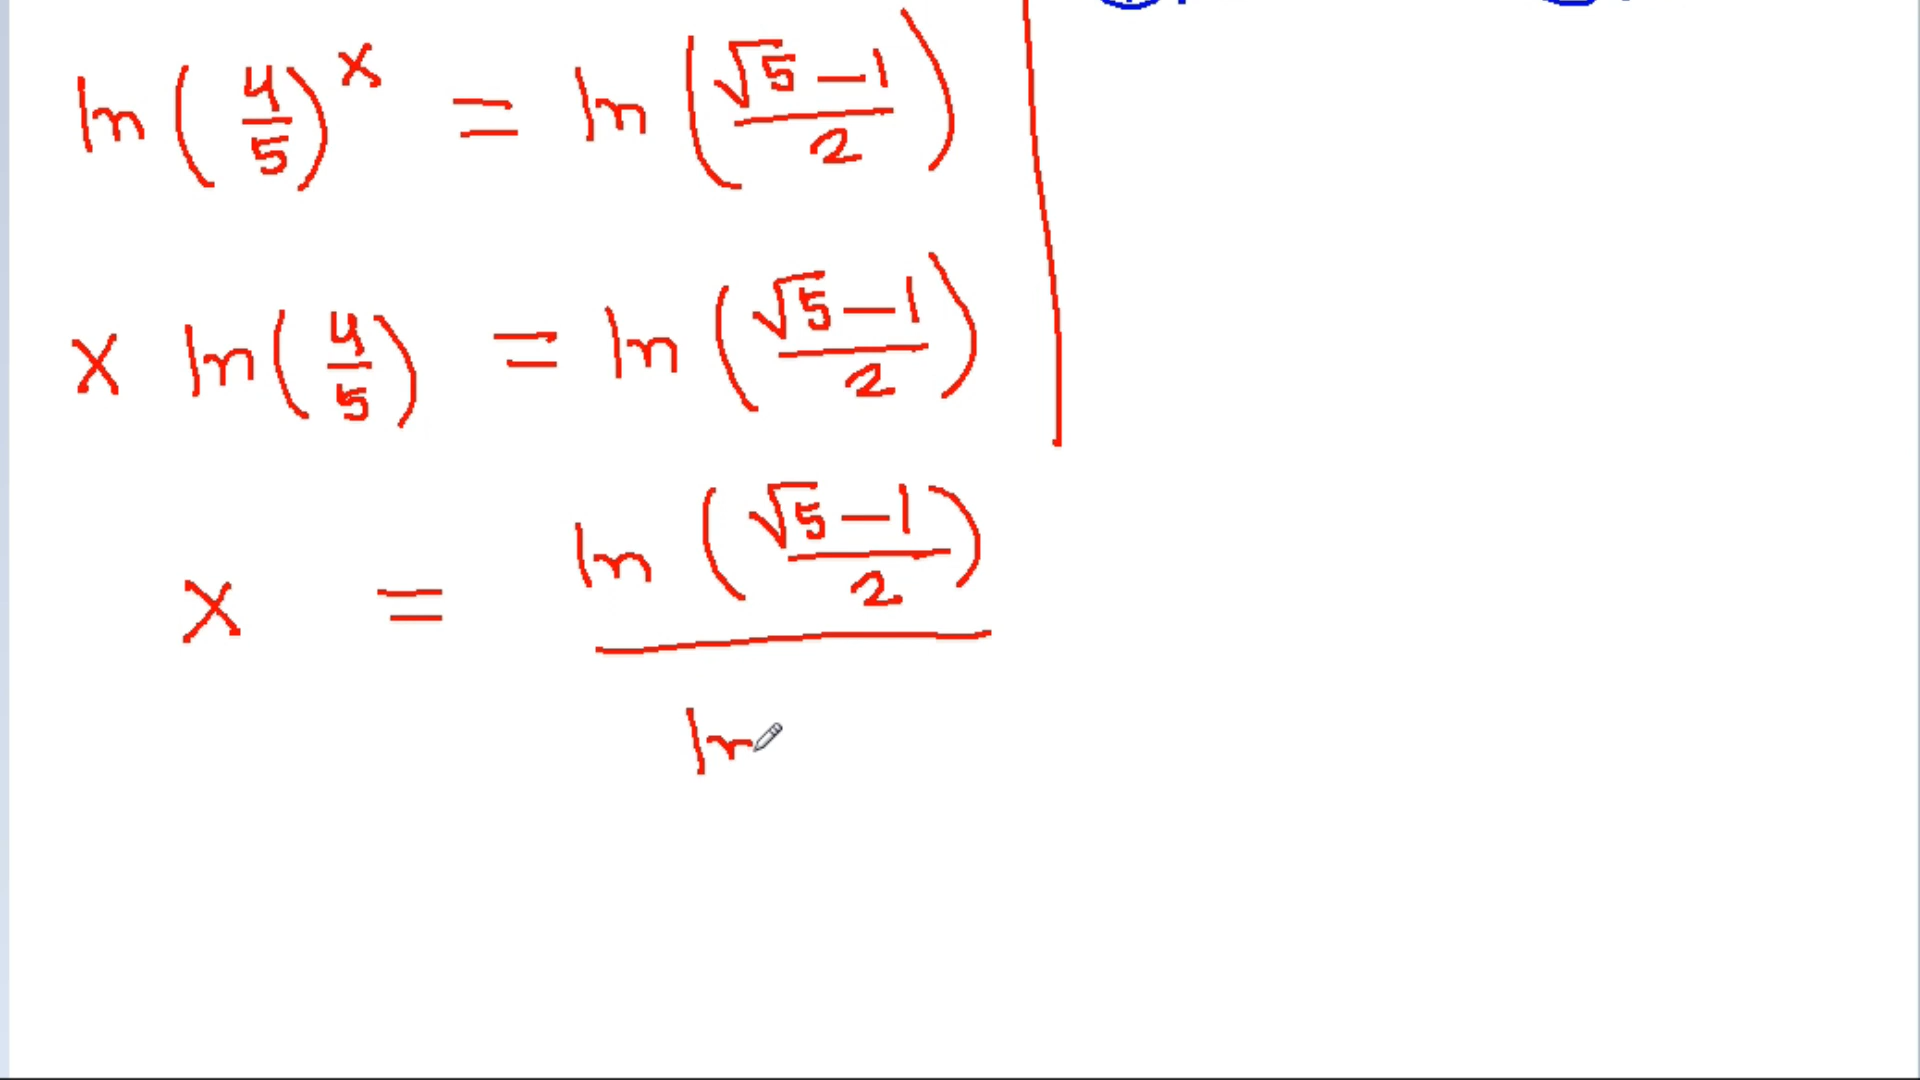 ln(4/5)^x = ln((√5 − 1)/2)
x ln(4/5) = ln((√5 − 1)/2)
x = ln((√5 − 1)/2)
ln